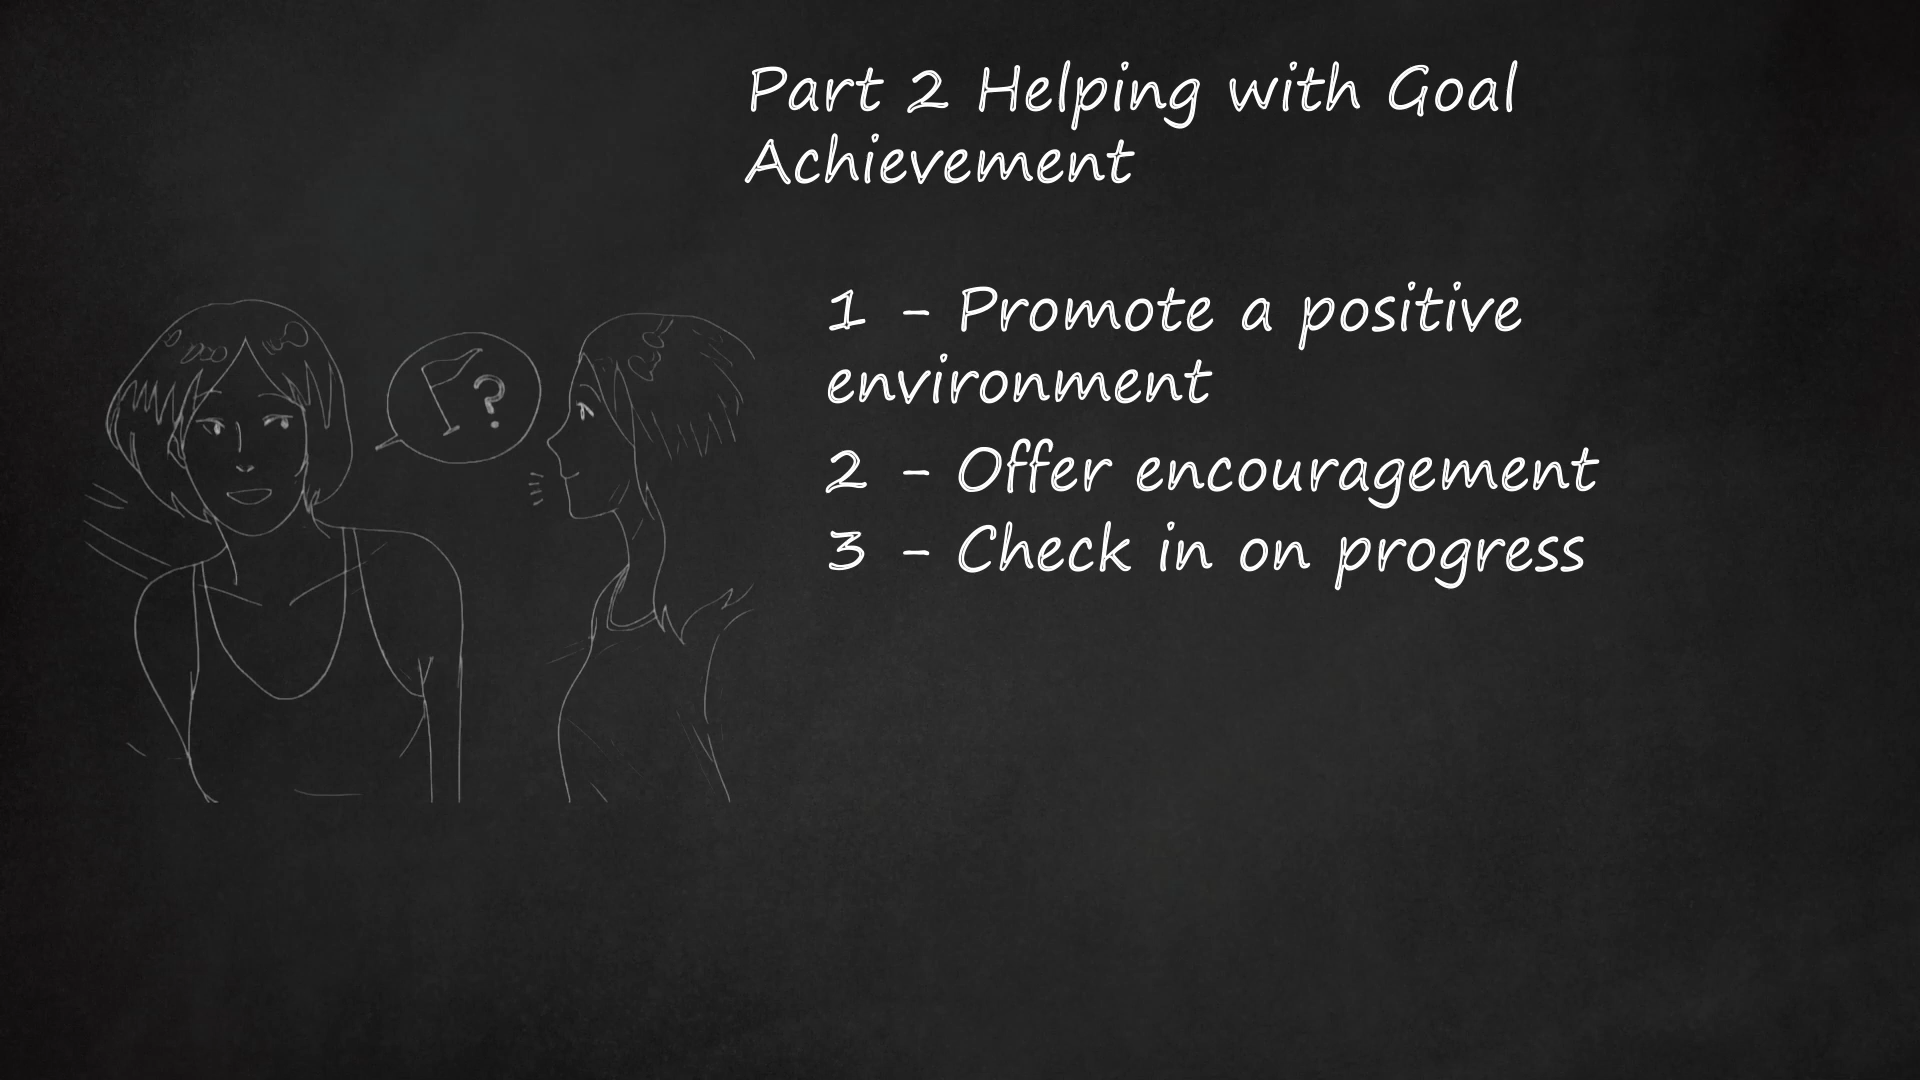 Part 2 Helping with Goal
Achievement
?
1 - Promote a positive
environment
2 - Offer encouragement
3 - Check in on progress